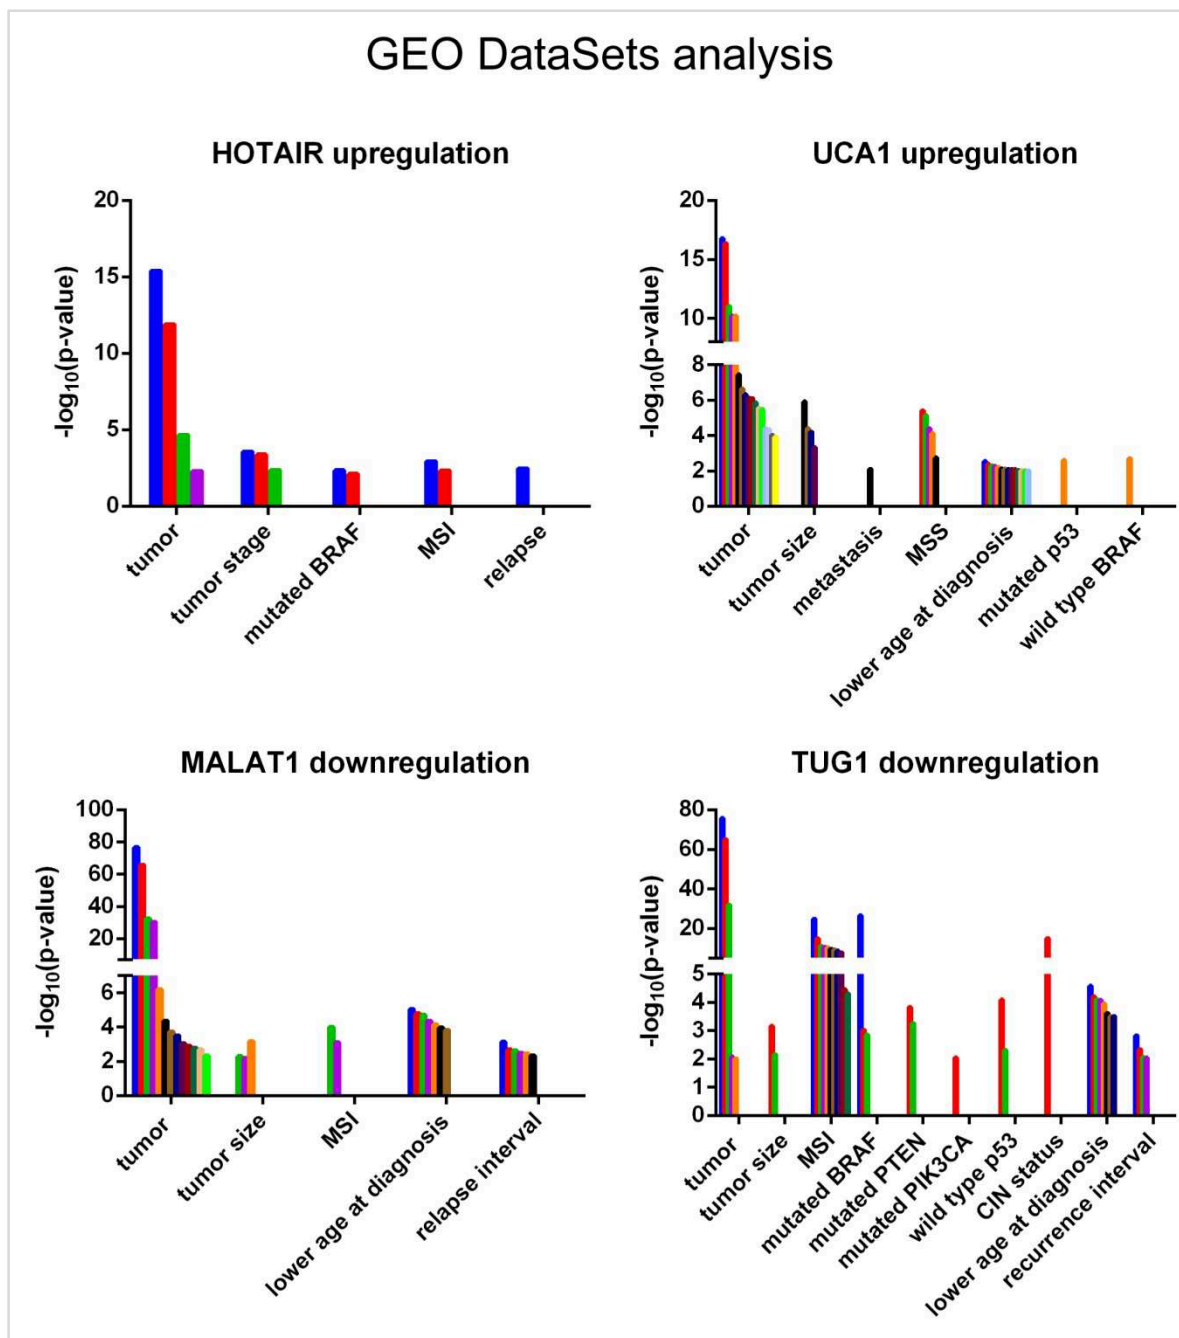 GEO DataSets analysis
HOTAIR upregulation
-log10(p-value)
20
15
10
5
0
tumor
tumor stage
mutated BRAF
MSI
relapse
UCA1 upregulation
-log10(p-value)
20
15
10
8
6
4
2
0
tumor
tumor size
metastasis
MSS
lower age at diagnosis
mutated p53
wild type BRAF
MALAT1 downregulation
-log10(p-value)
100
80
60
40
20
6
4
2
0
tumor
tumor size
MSI
lower age at diagnosis
relapse interval
TUG1 downregulation
-log10(p-value)
80
60
40
20
5
4
3
2
1
0
tumor
tumor size
MSI
mutated BRAF
mutated PTEN
mutated PIK3CA
wild type p53
CIN status
lower age at diagnosis
recurrence interval